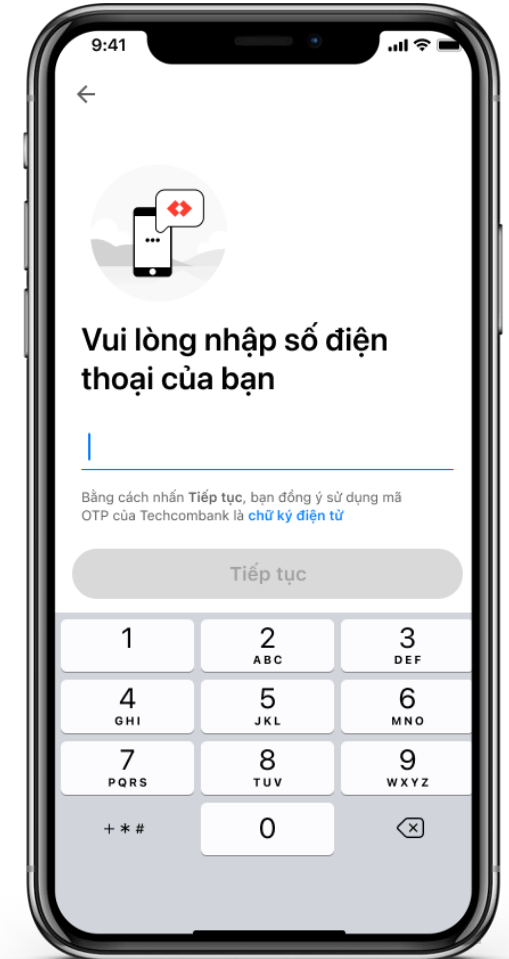 9:41
Vui lòng nhập số điện
thoại của bạn
Bằng cách nhấn Tiếp tục, bạn đồng ý sử dụng mã
OTP của Techcombank là chữ ký điện tử
Tiếp tục
1 2 3
ABC DEF
4 5 6
GHI JKL MNO
7 8 9
PQRS TUV WXYZ
+ * # 0